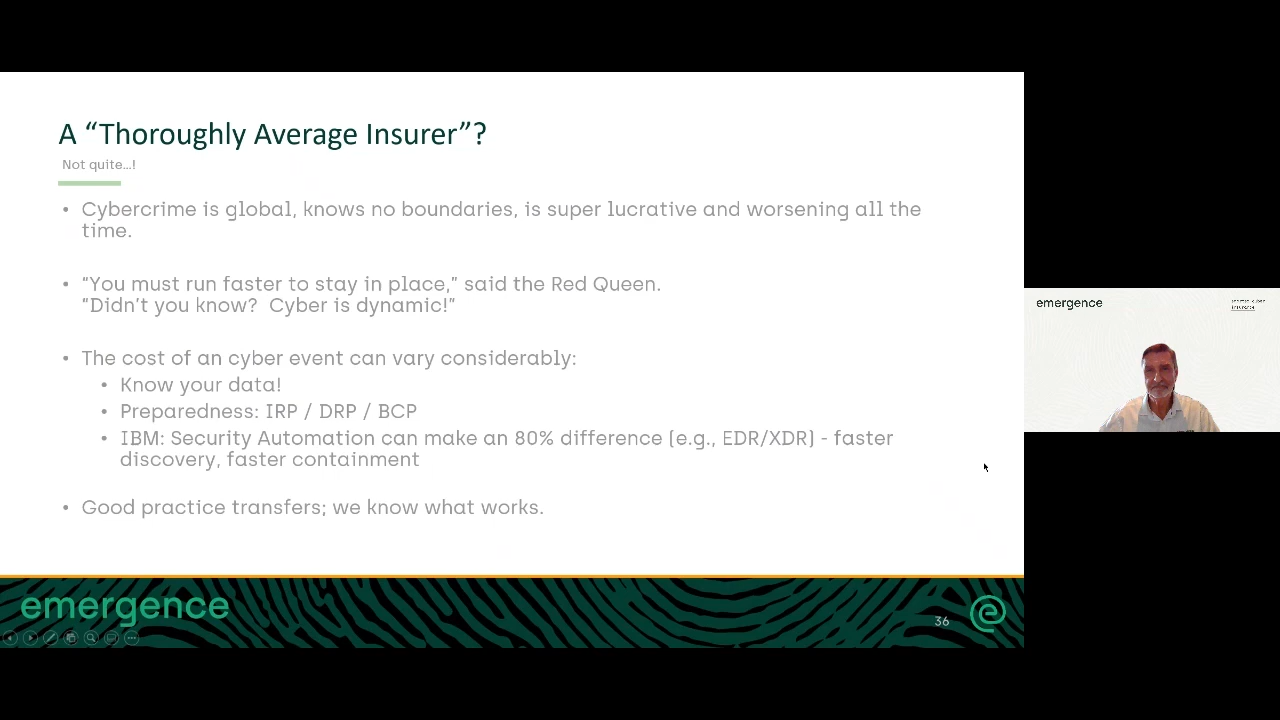 A “Thoroughly Average Insurer”?
Not quite...!
• Cybercrime is global, knows no boundaries, is super lucrative and worsening all the
time.
• “You must run faster to stay in place,” said the Red Queen.
“Didn’t you know?  Cyber is dynamic!”
• The cost of an cyber event can vary considerably:
• Know your data!
• Preparedness: IRP / DRP / BCP
• IBM: Security Automation can make an 80% difference (e.g., EDR/XDR) - faster
discovery, faster containment
• Good practice transfers; we know what works.
emergence
36
emergence